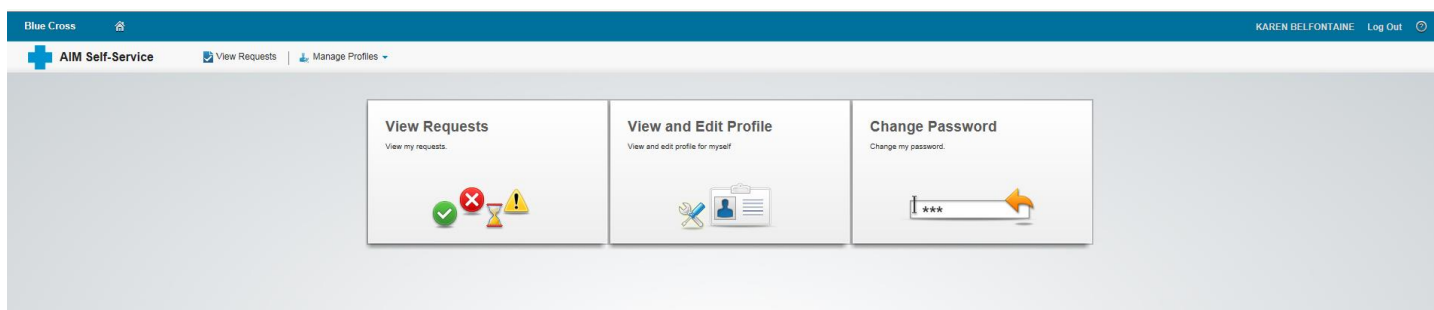 Blue Cross
KAREN BELFONTAINE Log Out
AIM Self-Service
View Requests
Manage Profiles
View Requests
View my requests.
View and Edit Profile
View and edit profile for myself
Change Password
Change my password.
***